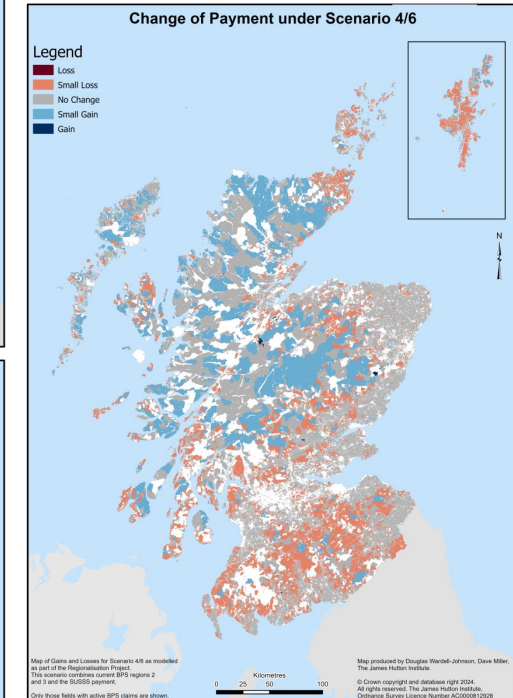 Change of Payment under Scenario 4/6
Legend
Loss
Small Loss
No Change
Small Gain
Gain
N
Map of Gains and Losses for Scenario 4/6 as modelled
as part of the Regionalisation Project.
This scenario combines current BPS regions 2
and 3 and the SUSSS payment.
Only those fields with active BPS claims are shown.
Kilometres
0 25 50 100
Map produced by Douglas Wardell-Johnson, Dave Miller,
The James Hutton Institute.
© Crown copyright and database right 2024.
All rights reserved. The James Hutton Institute,
Ordnance Survey Licence Number AC0000812928